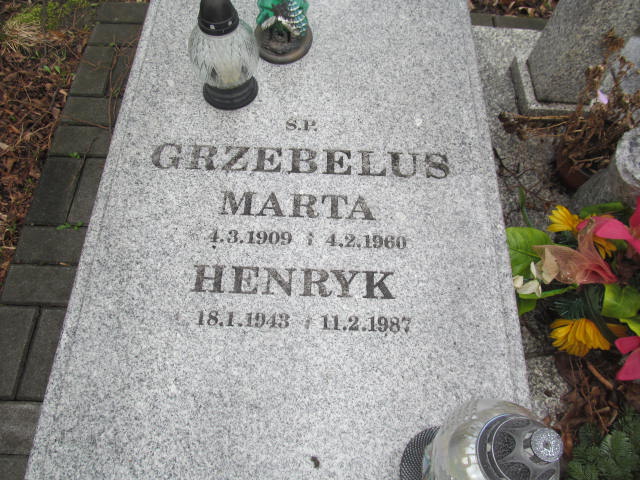 S.P.
GRZEBELUS
MARTA
4.3.1909 † 4.2.1960
HENRYK
18.1.1943 † 11.2.1987